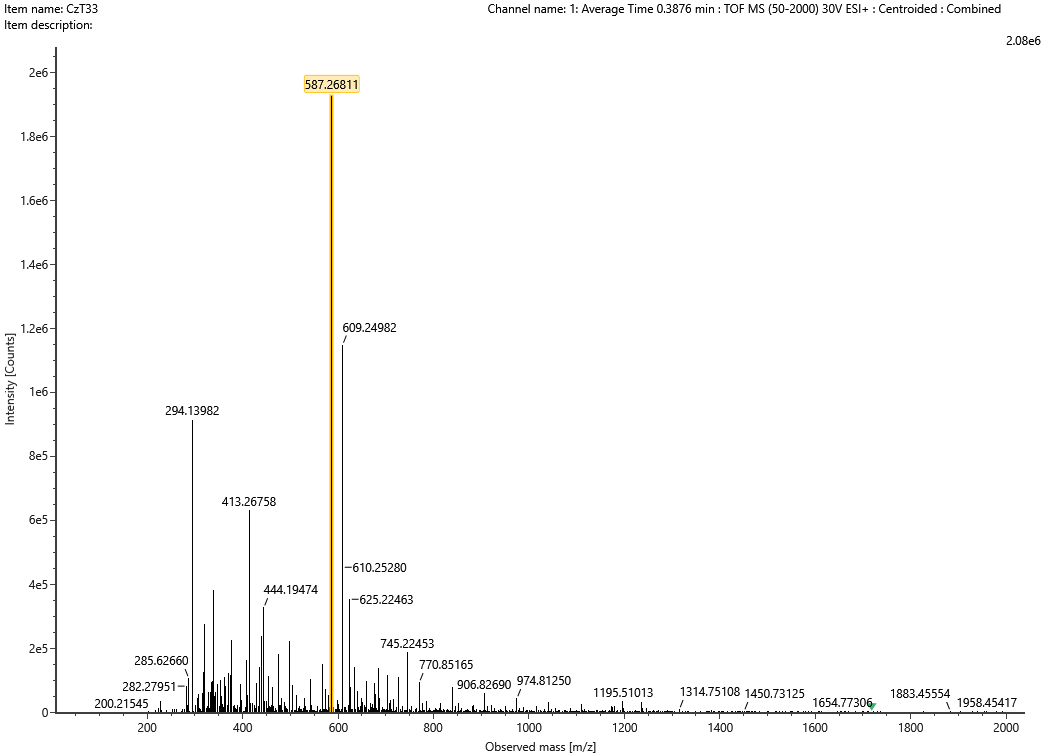 Item name: CzT33
Channel name: 1: Average Time 0.3876 min : TOF MS (50-2000) 30V ESI+ : Centroided : Combined
Item description:
2.08e6
2e6
587.26811
1.8e6
1.6e6
1.4e6
1.2e6
609.24982
1e6
294.13982
8e5
6e5
413.26758
610.25280
4e5
444.19474
625.22463
2e5
745.22453
285.62660
770.85165
282.27951
906.82690
974.81250
200.21545
1195.51013
1314.75108
1450.73125
1654.77306
1883.45554
1958.45417
0
200
400
600
800
1000
1200
1400
1600
1800
2000
Intensity [Counts]
Observed mass [m/z]